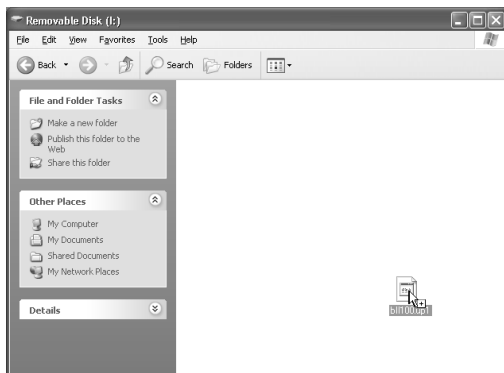 Removable Disk (I:)
File Edit View Favorites Tools Help
Back Search Folders
File and Folder Tasks
Make a new folder
Publish this folder to the
Web
Share this folder
Other Places
My Computer
My Documents
Shared Documents
My Network Places
Details